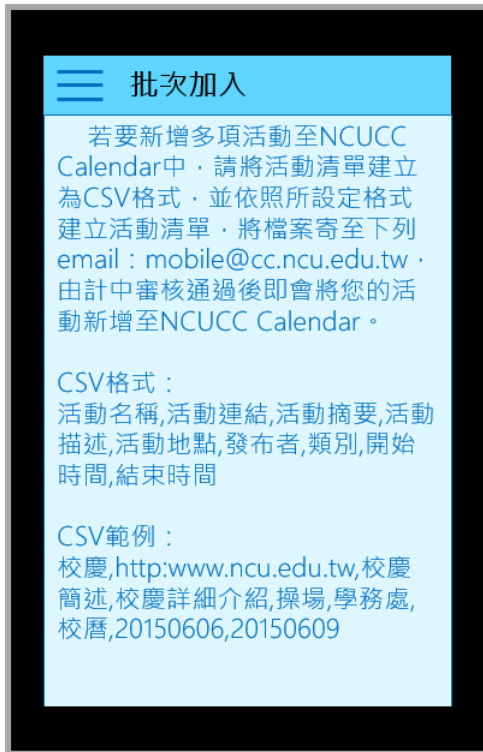 批次加入
若要新增多項活動至NCUCC
Calendar中，請將活動清單建立
為CSV格式，並依照所設定格式
建立活動清單，將檔案寄至下列
email：mobile@cc.ncu.edu.tw，
由計中審核通過後即會將您的活
動新增至NCUCC Calendar。
CSV格式：
活動名稱,活動連結,活動摘要,活動
描述,活動地點,發布者,類別,開始
時間,結束時間
CSV範例：
校慶,http:www.ncu.edu.tw,校慶
簡述,校慶詳細介紹,操場,學務處,
校曆,20150606,20150609